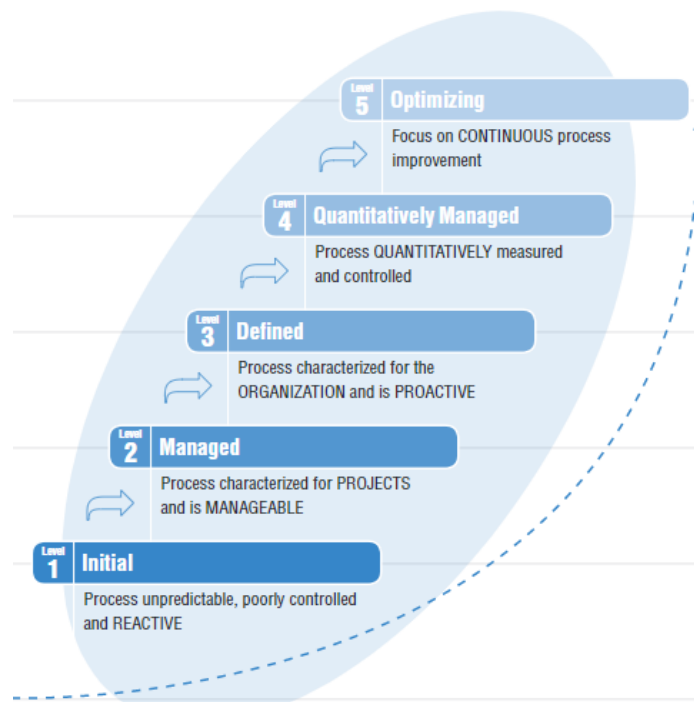 Level
5
Optimizing
Focus on CONTINUOUS process
improvement
Level
4
Quantitatively Managed
Process QUANTITATIVELY measured
and controlled
Level
3
Defined
Process characterized for the
ORGANIZATION and is PROACTIVE
Level
2
Managed
Process characterized for PROJECTS
and is MANAGEABLE
Level
1
Initial
Process unpredictable, poorly controlled
and REACTIVE